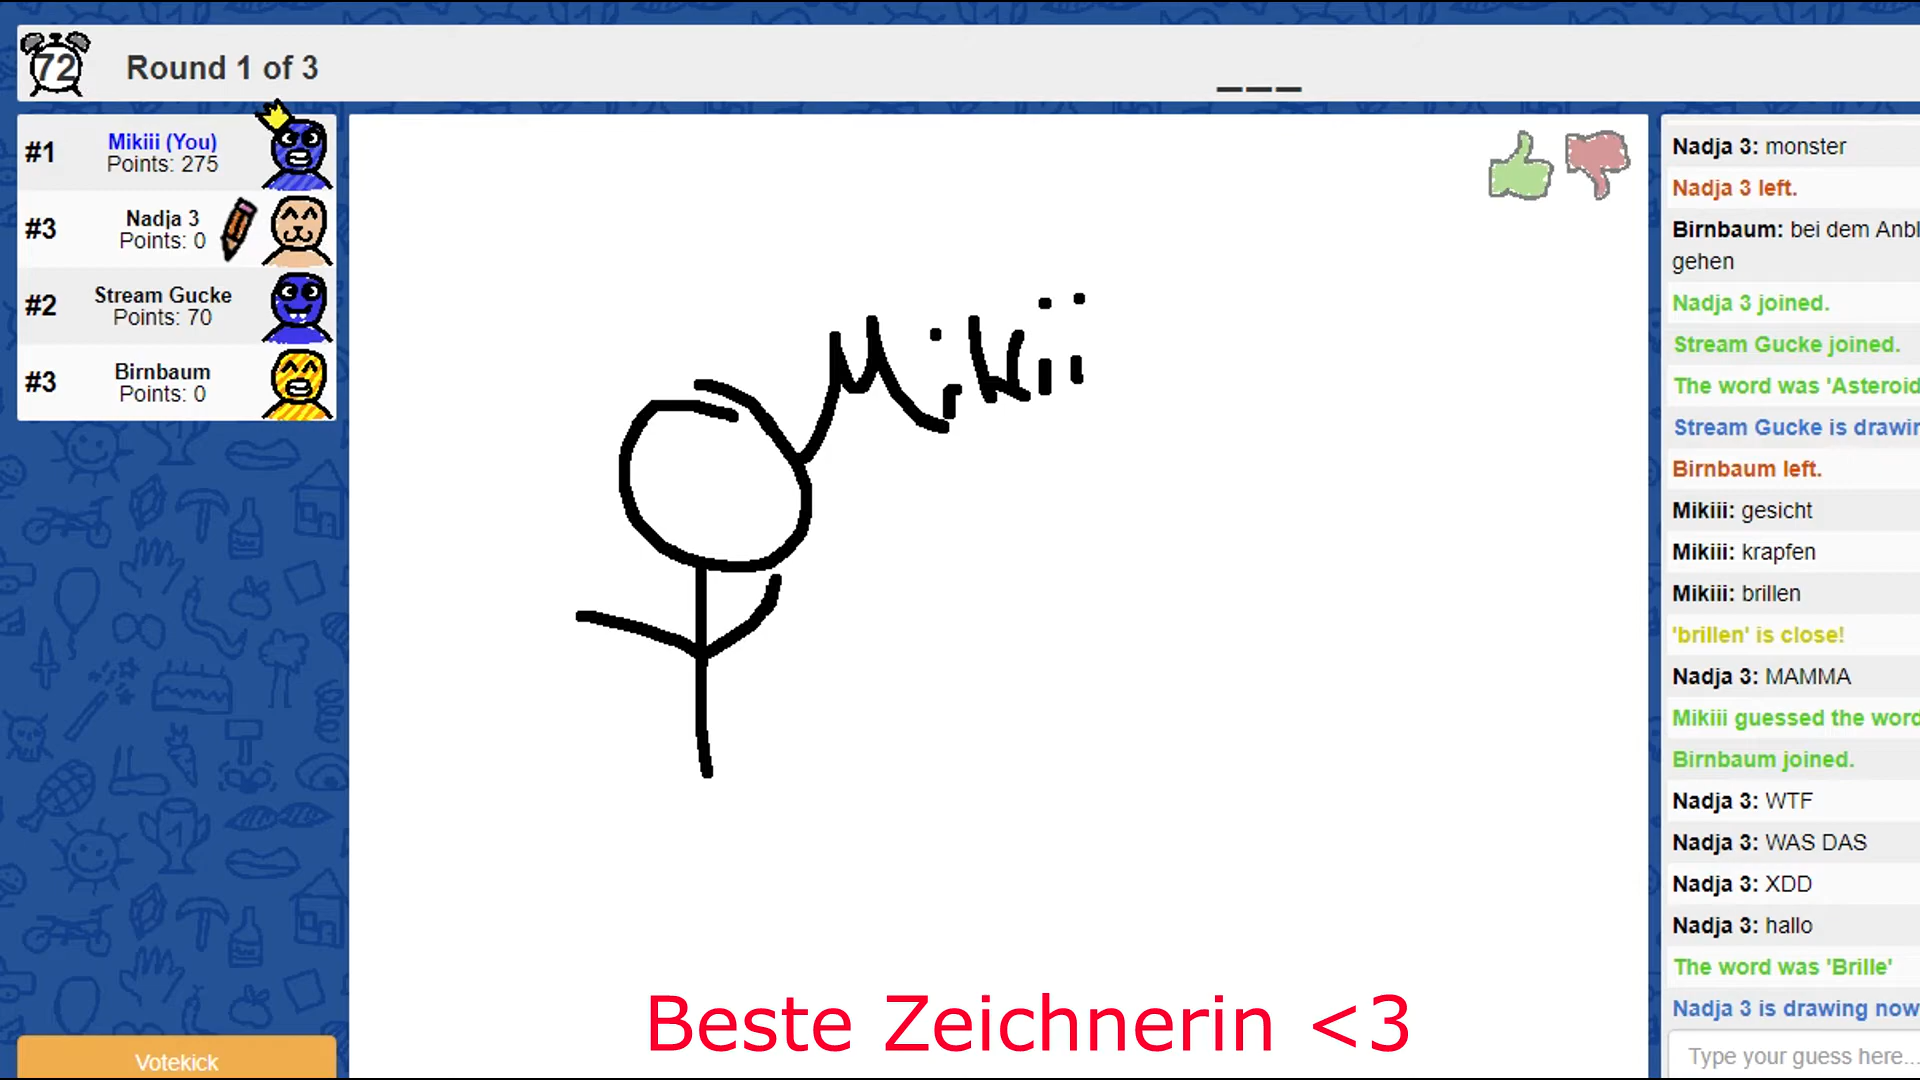 72
Round 1 of 3
___
#1
Mikiii (You)
Points: 275
#3
Nadja 3
Points: 0
#2
Stream Gucke
Points: 70
#3
Birnbaum
Points: 0
Mikiii
Nadja 3: monster
Nadja 3 left.
Birnbaum: bei dem Anbl
gehen
Nadja 3 joined.
Stream Gucke joined.
The word was 'Asteroid
Stream Gucke is drawin
Birnbaum left.
Mikiii: gesicht
Mikiii: krapfen
Mikiii: brillen
'brillen' is close!
Nadja 3: MAMMA
Mikiii guessed the word
Birnbaum joined.
Nadja 3: WTF
Nadja 3: WAS DAS
Nadja 3: XDD
Nadja 3: hallo
The word was 'Brille'
Nadja 3 is drawing now
Type your guess here...
Beste Zeichnerin <3
Votekick